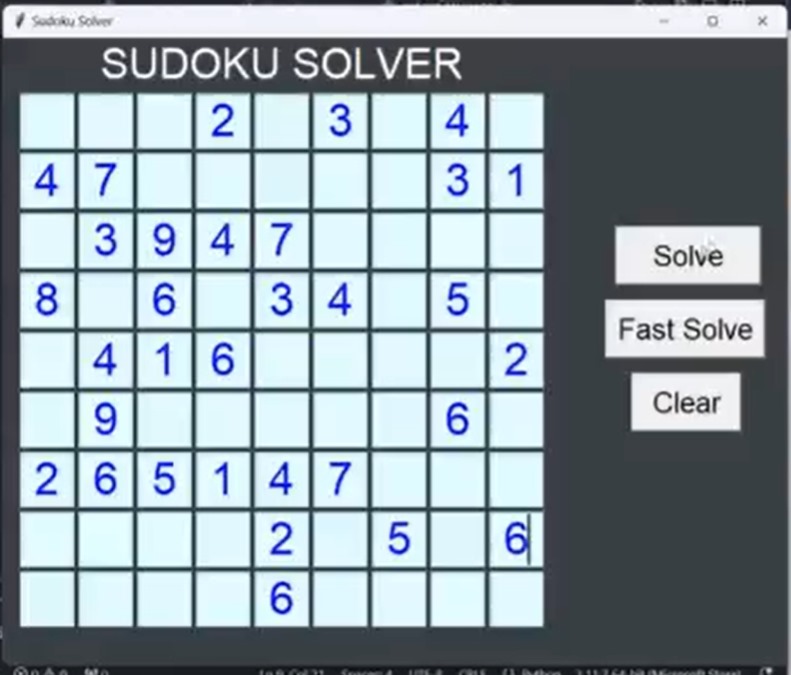 Sudoku Solver
SUDOKU SOLVER
2 3 4
4 7 3 1
3 9 4 7
8 6 3 4 5
4 1 6 2
9 6
2 6 5 1 4 7
2 5 6
6
Solve
Fast Solve
Clear